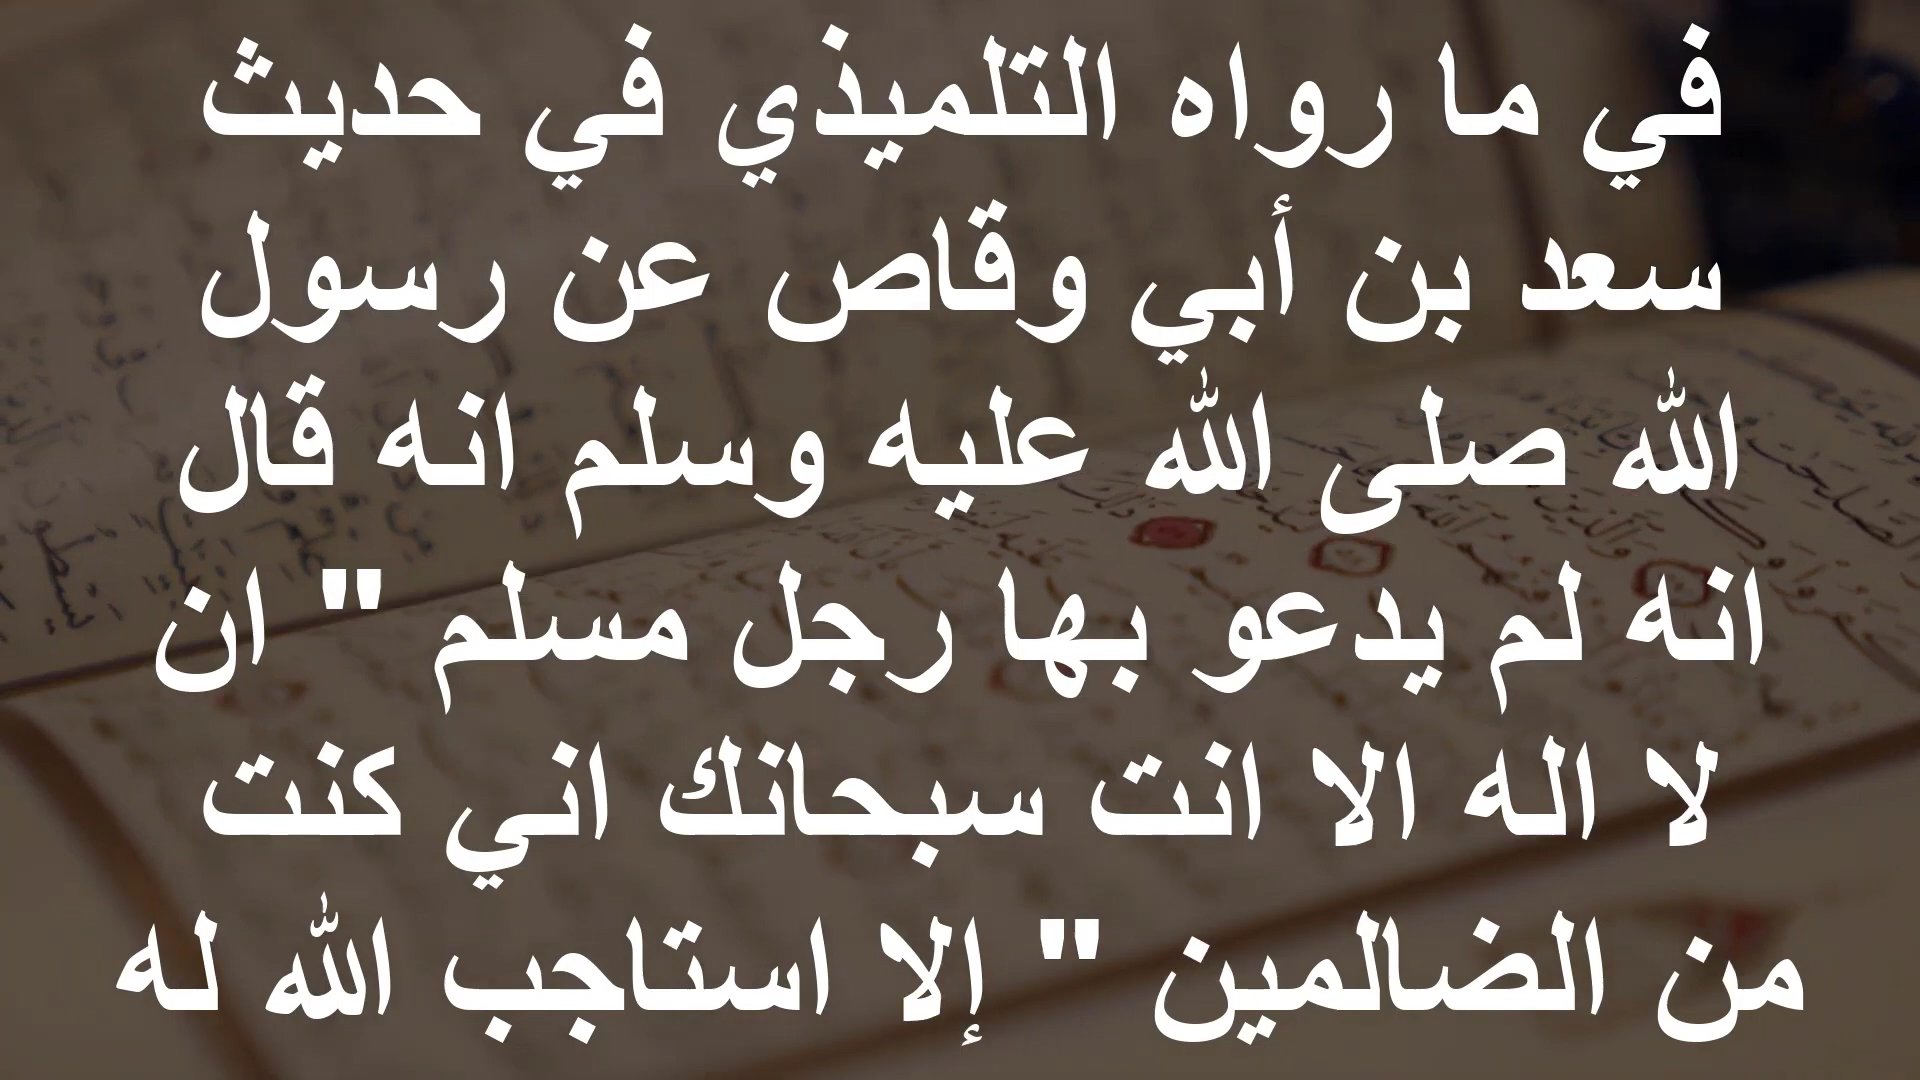 في ما رواه التلميذي في حديث
سعد بن أبي وقاص عن رسول
الله صلى الله عليه وسلم انه قال
انه لم يدعو بها رجل مسلم " ان
لا اله الا انت سبحانك اني كنت
من الضالمين " إلا استاجب الله له